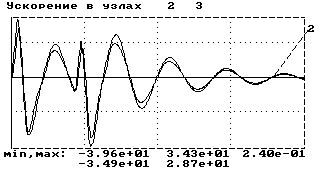 Ускорение в узлах 2 3
2
min,max: -3.96e+01 3.43e+01 2.40e-01
-3.49e+01 2.87e+01